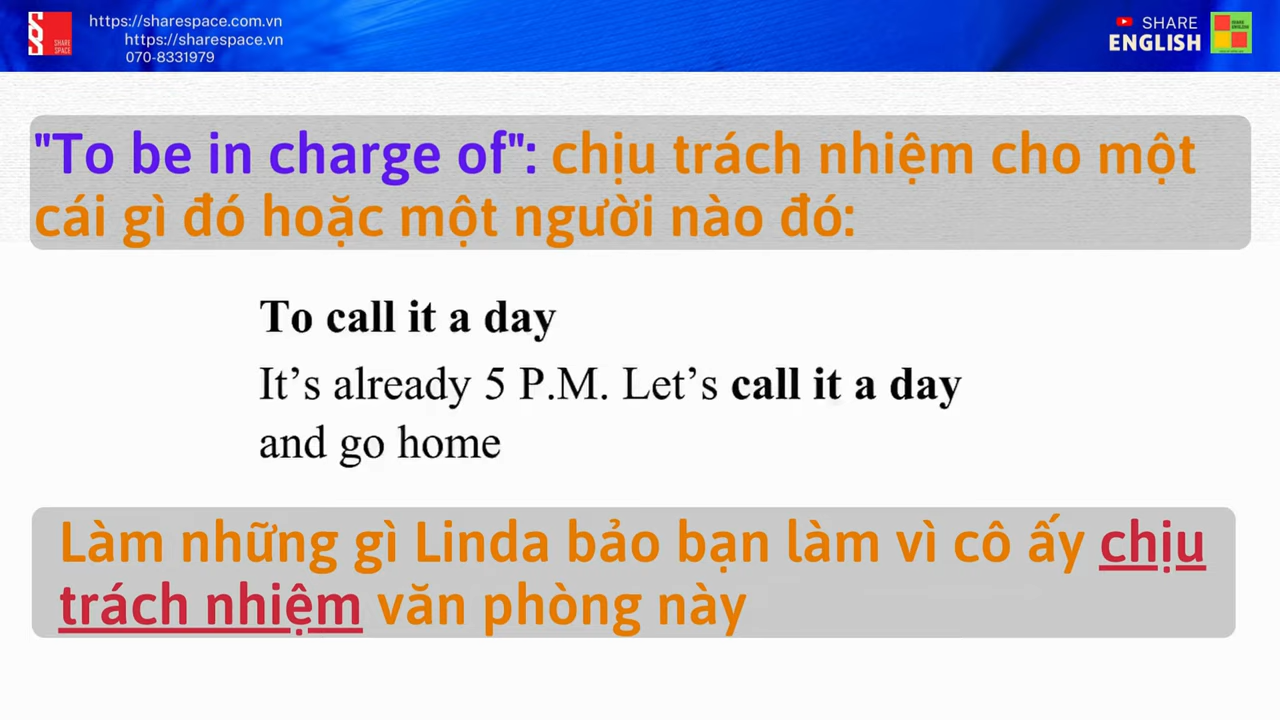 https://sharespace.com.vn
https://sharespace.vn
070-8331979
SHARE
SPACE
SHARE
ENGLISH
"To be in charge of": chịu trách nhiệm cho một
cái gì đó hoặc một người nào đó:
To call it a day
It’s already 5 P.M. Let’s call it a day
and go home
Làm những gì Linda bảo bạn làm vì cô ấy chịu
trách nhiệm văn phòng này